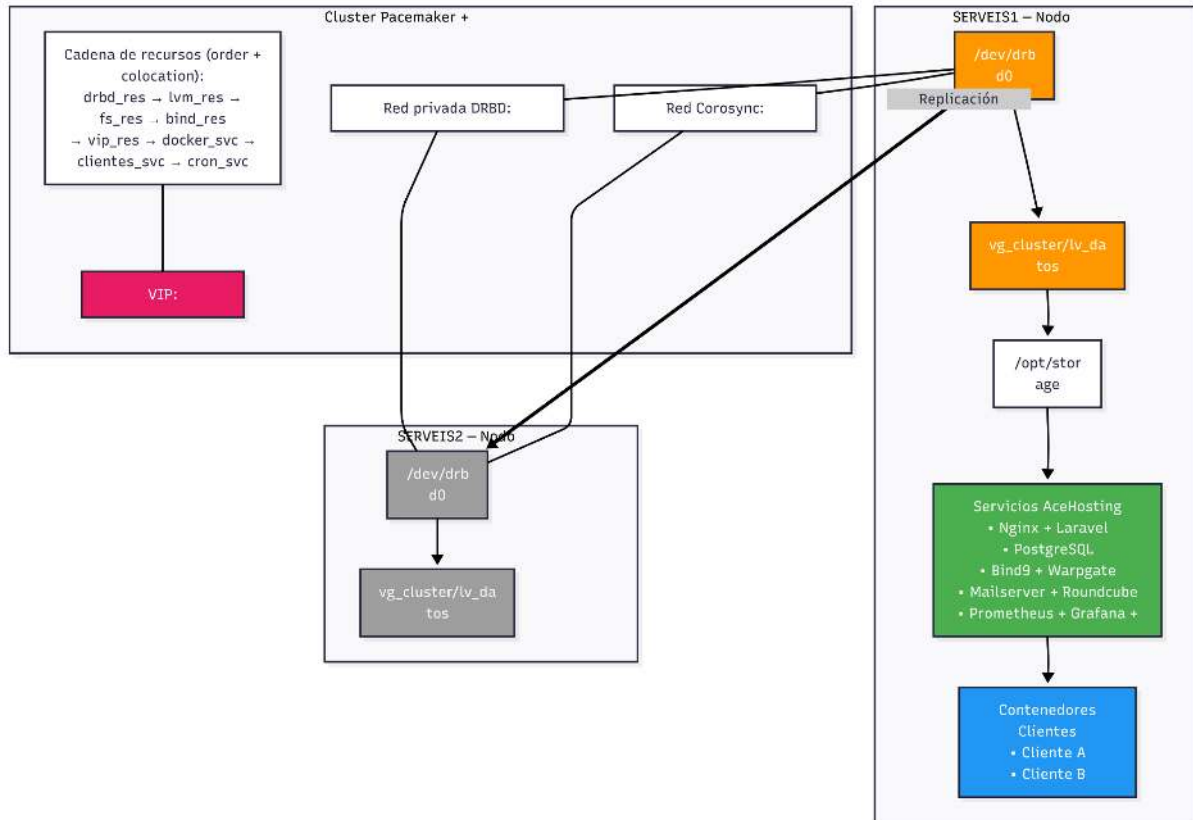 Cluster Pacemaker +
Cadena de recursos (order +
colocation):
drbd_res → lvm_res →
fs_res → bind_res
→ vip_res → docker_svc →
clientes_svc → cron_svc
VIP:
Red privada DRBD:
Red Corosync:
SERVEIS1 – Nodo
/dev/drb
d0
Replicación
vg_cluster/lv_da
tos
/opt/stor
age
Servicios AceHosting
• Nginx + Laravel
• PostgreSQL
• Bind9 + Warpgate
• Mailserver + Roundcube
• Prometheus + Grafana +
Contenedores
Clientes
• Cliente A
• Cliente B
SERVEIS2 – Nodo
/dev/drb
d0
vg_cluster/lv_da
tos